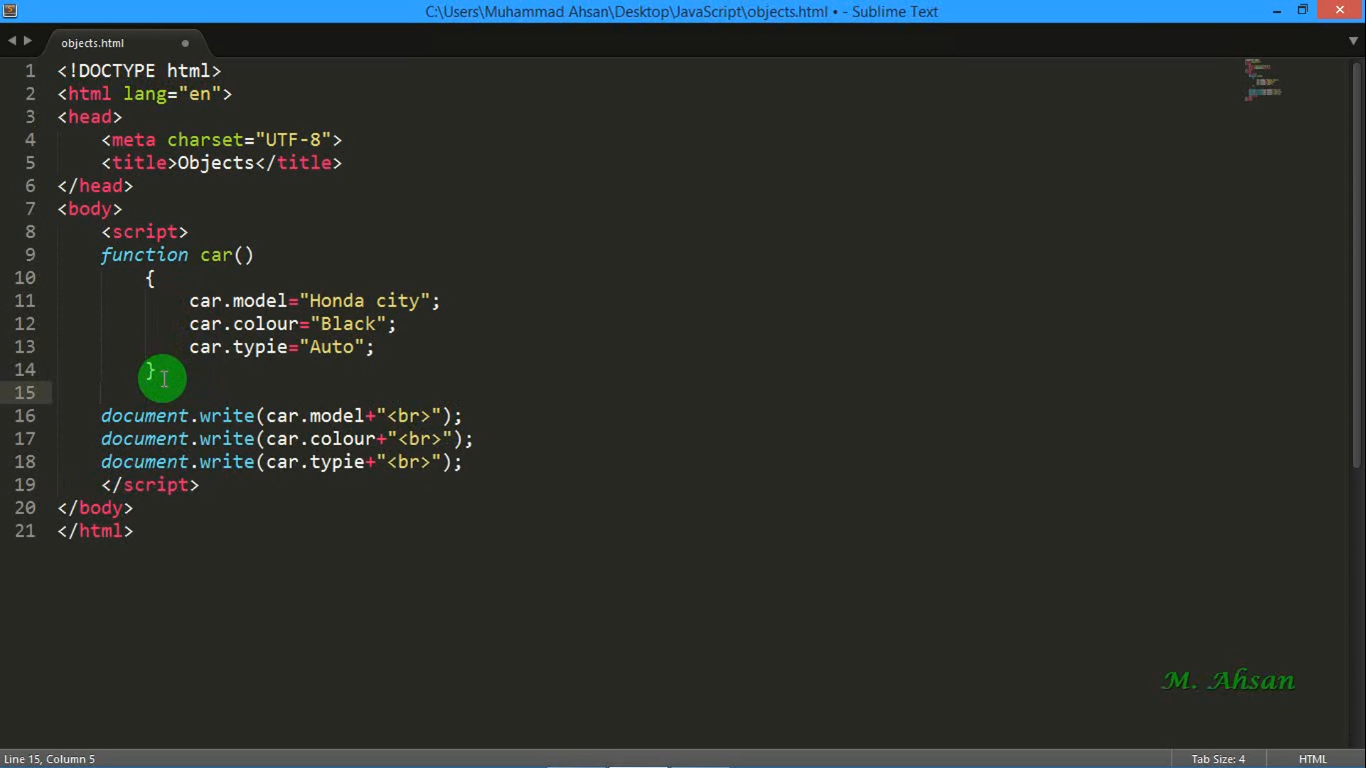 C:\Users\Muhammad Ahsan\Desktop\JavaScript\objects.html • - Sublime Text
objects.html
1 <!DOCTYPE html>
2 <html lang="en">
3 <head>
4     <meta charset="UTF-8">
5     <title>Objects</title>
6 </head>
7 <body>
8     <script>
9     function car()
10         {
11             car.model="Honda city";
12             car.colour="Black";
13             car.typie="Auto";
14         }
15
16     document.write(car.model+"<br>");
17     document.write(car.colour+"<br>");
18     document.write(car.typie+"<br>");
19     </script>
20 </body>
21 </html>
M. Ahsan
Line 15, Column 5 Tab Size: 4 HTML